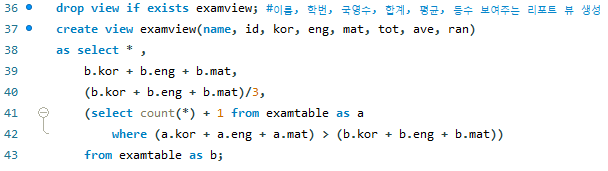 36 drop view if exists examview; #이름, 학번, 국영수, 합계, 평균, 등수 보여주는 리포트 뷰 생성
37 create view examview(name, id, kor, eng, mat, tot, ave, ran)
38 as select * ,
39 b.kor + b.eng + b.mat,
40 (b.kor + b.eng + b.mat)/3,
41 (select count(*) + 1 from examtable as a
42 where (a.kor + a.eng + a.mat) > (b.kor + b.eng + b.mat))
43 from examtable as b;